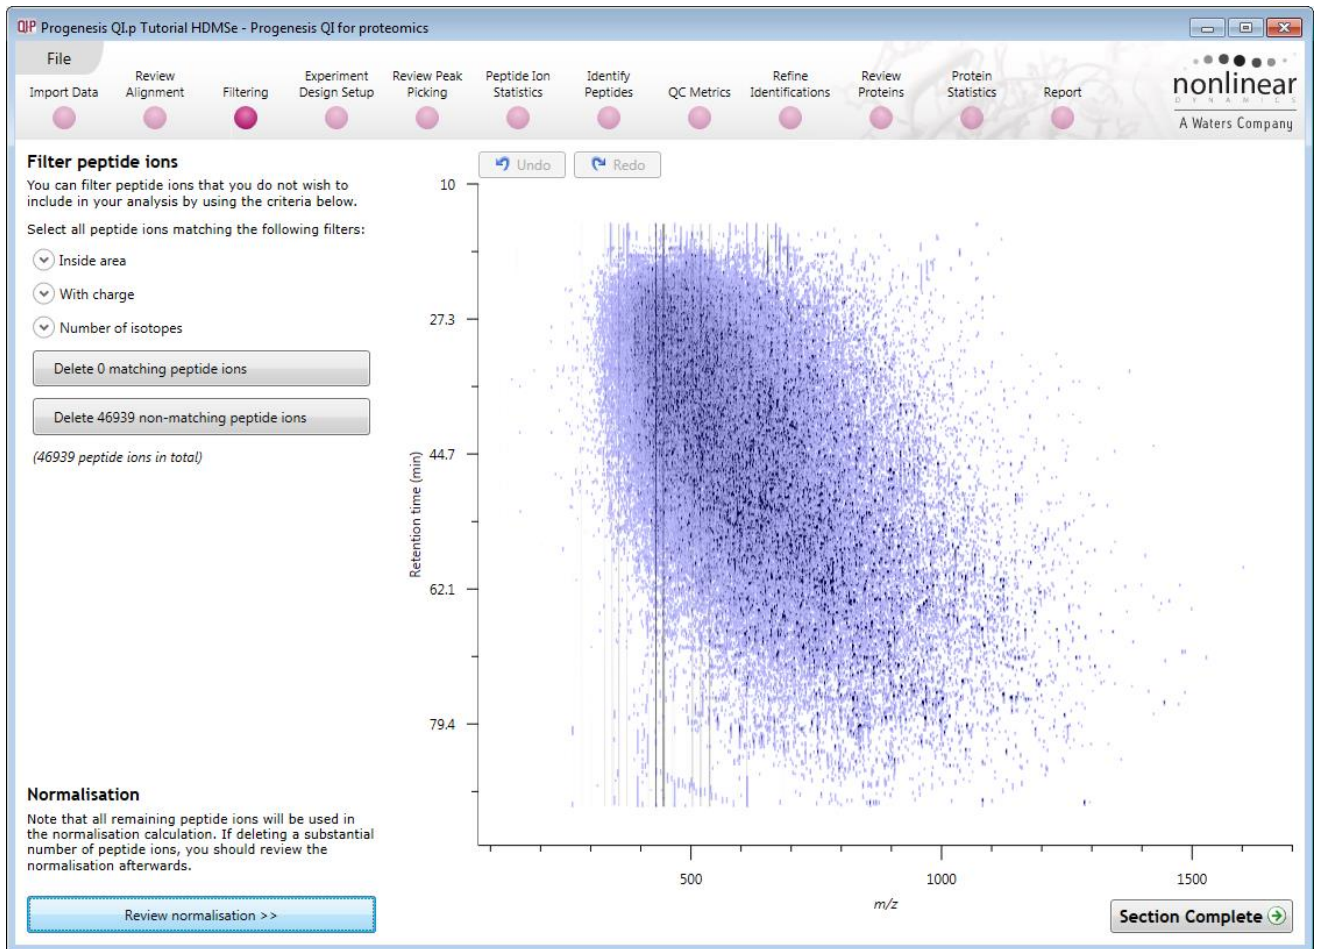 QIP Progenesis QI.p Tutorial HDMSe - Progenesis QI for proteomics
File
Import Data
Review
Alignment
Filtering
Experiment
Design Setup
Review Peak
Picking
Peptide Ion
Statistics
Identify
Peptides
QC Metrics
Refine
Identifications
Review
Proteins
Protein
Statistics
Report
nonlinear
DYNAMICS
A Waters Company
Filter peptide ions
You can filter peptide ions that you do not wish to
include in your analysis by using the criteria below.
Select all peptide ions matching the following filters:
Inside area
With charge
Number of isotopes
Delete 0 matching peptide ions
Delete 46939 non-matching peptide ions
(46939 peptide ions in total)
Normalisation
Note that all remaining peptide ions will be used in
the normalisation calculation. If deleting a substantial
number of peptide ions, you should review the
normalisation afterwards.
Review normalisation >>
Undo
Redo
10
27.3
44.7
62.1
79.4
Retention time (min)
500
1000
1500
m/z
Section Complete